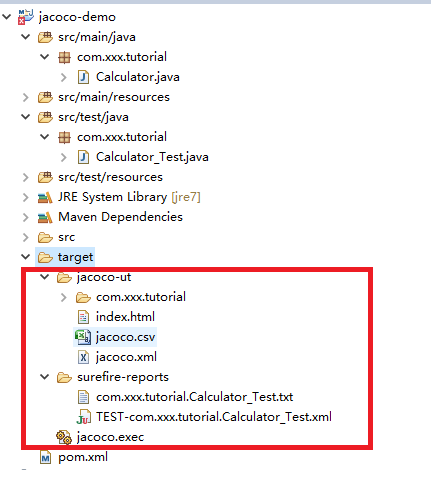 jacoco-demo
src/main/java
com.xxx.tutorial
Calculator.java
src/main/resources
src/test/java
com.xxx.tutorial
Calculator_Test.java
src/test/resources
JRE System Library [jre7]
Maven Dependencies
src
target
jacoco-ut
com.xxx.tutorial
index.html
jacoco.csv
jacoco.xml
surefire-reports
com.xxx.tutorial.Calculator_Test.txt
TEST-com.xxx.tutorial.Calculator_Test.xml
jacoco.exec
pom.xml